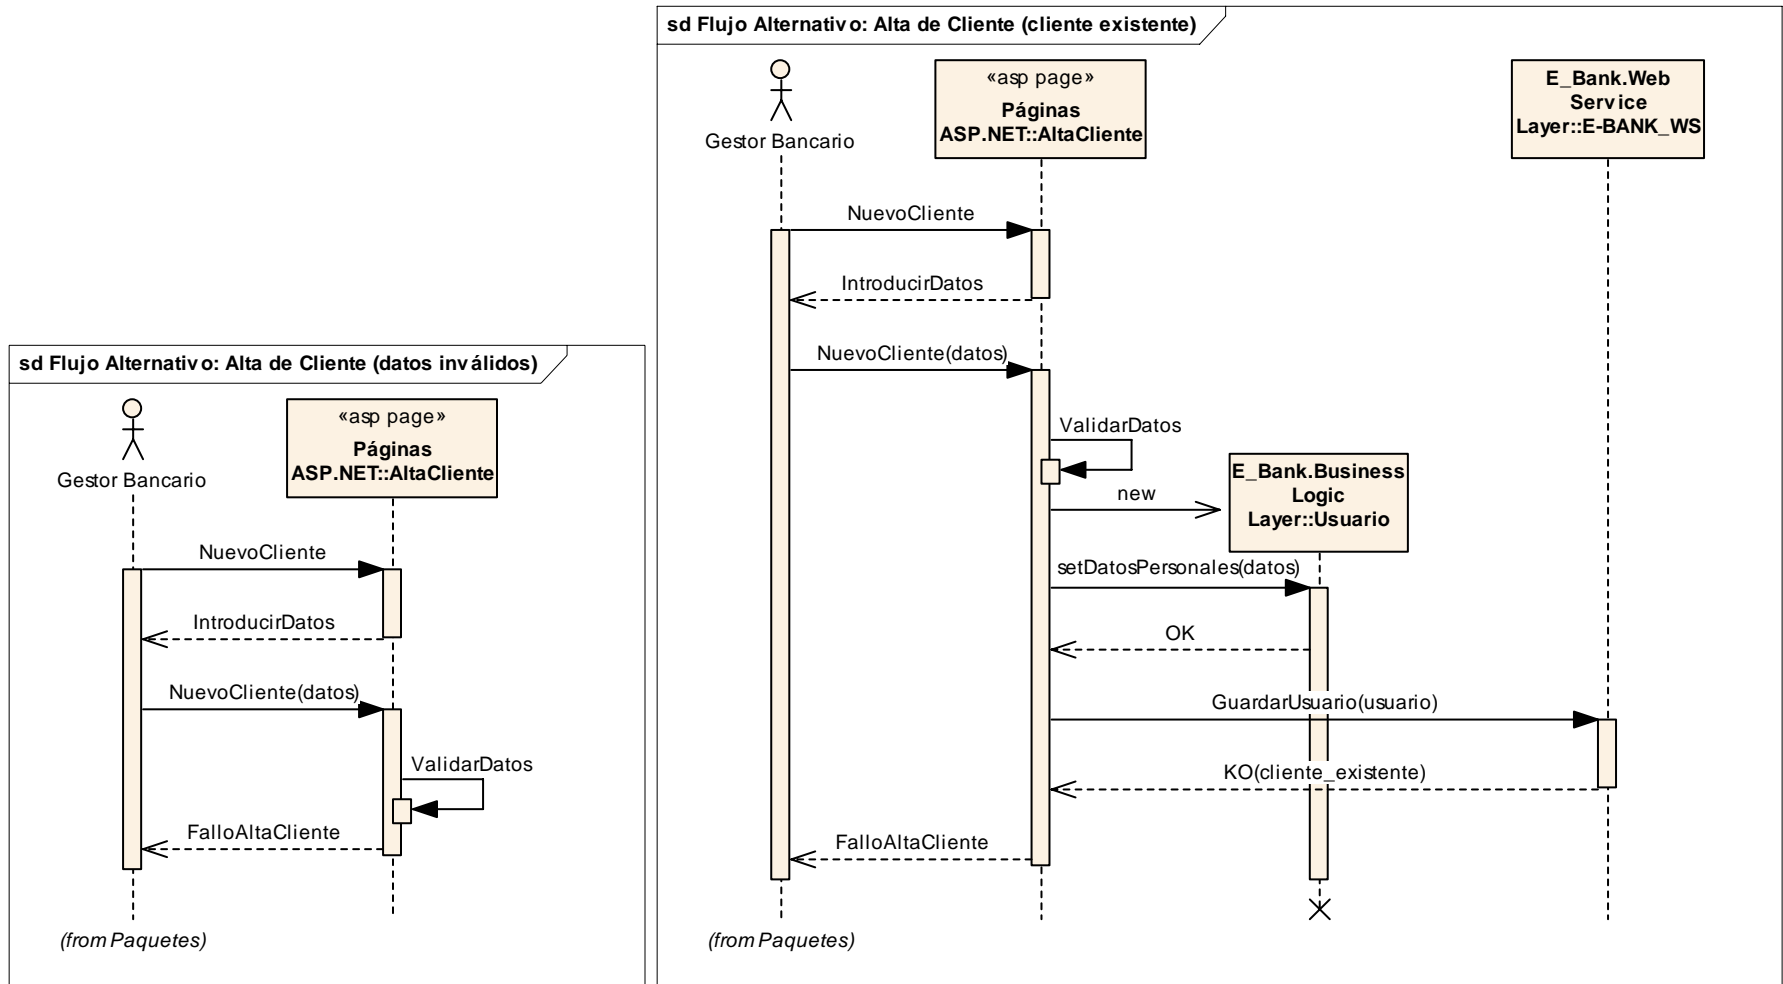 sd Flujo Alternativo: Alta de Cliente (datos inválidos)
«asp page»
Páginas
ASP.NET::AltaCliente
Gestor Bancario
NuevoCliente
IntroducirDatos
NuevoCliente(datos)
ValidarDatos
FalloAltaCliente
(from Paquetes)
sd Flujo Alternativo: Alta de Cliente (cliente existente)
«asp page»
Páginas
ASP.NET::AltaCliente
E_Bank.Web
Service
Layer::E-BANK_WS
Gestor Bancario
NuevoCliente
IntroducirDatos
NuevoCliente(datos)
ValidarDatos
E_Bank.Business
Logic
Layer::Usuario
new
setDatosPersonales(datos)
OK
GuardarUsuario(usuario)
KO(cliente_existente)
FalloAltaCliente
(from Paquetes)